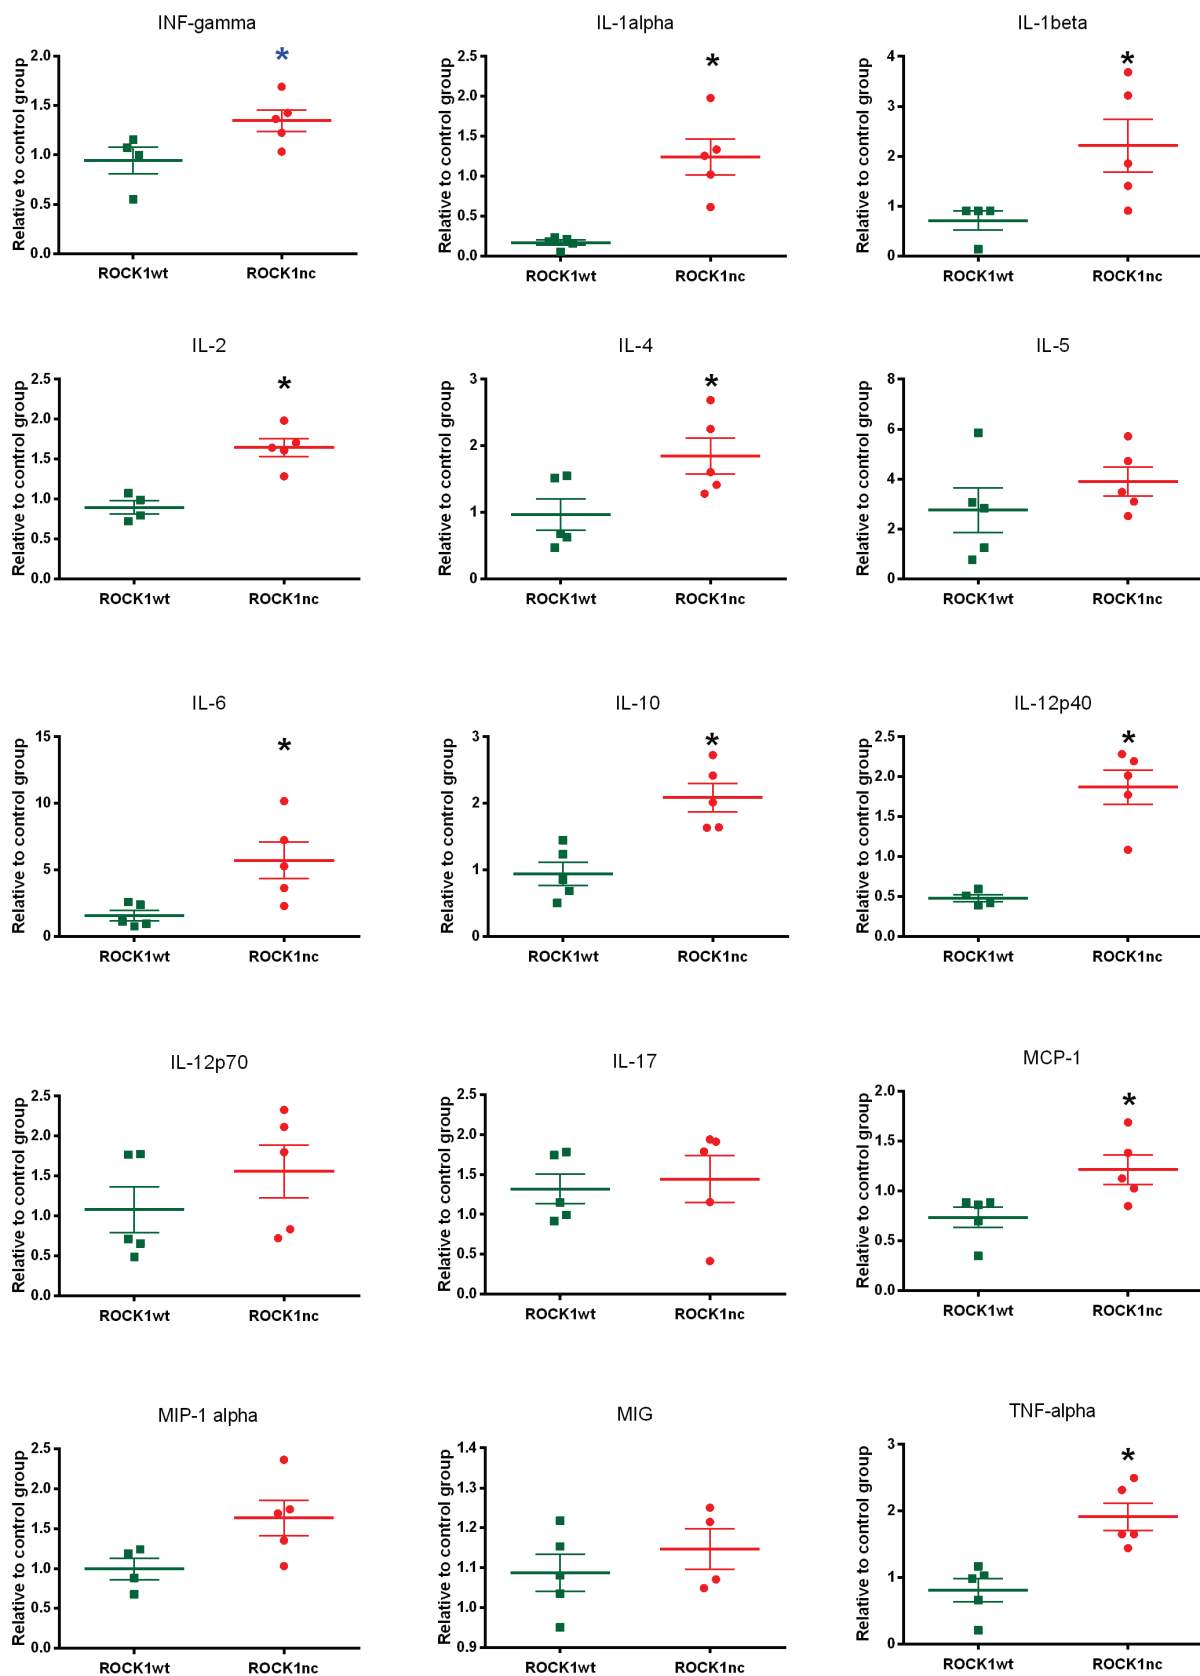 INF-gamma
Relative to control group
2.0
1.5
1.0
0.5
0.0
*
ROCK1wt
ROCK1nc
IL-1alpha
Relative to control group
2.5
2.0
1.5
1.0
0.5
0.0
*
ROCK1wt
ROCK1nc
IL-1beta
Relative to control group
4
3
2
1
0
*
ROCK1wt
ROCK1nc
IL-2
Relative to control group
2.5
2.0
1.5
1.0
0.5
0.0
*
ROCK1wt
ROCK1nc
IL-4
Relative to control group
3
2
1
0
*
ROCK1wt
ROCK1nc
IL-5
Relative to control group
8
6
4
2
0
ROCK1wt
ROCK1nc
IL-6
Relative to control group
15
10
5
0
*
ROCK1wt
ROCK1nc
IL-10
Relative to control group
3
2
1
0
*
ROCK1wt
ROCK1nc
IL-12p40
Relative to control group
2.5
2.0
1.5
1.0
0.5
0.0
*
ROCK1wt
ROCK1nc
IL-12p70
Relative to control group
2.5
2.0
1.5
1.0
0.5
0.0
ROCK1wt
ROCK1nc
IL-17
Relative to control group
2.5
2.0
1.5
1.0
0.5
0.0
ROCK1wt
ROCK1nc
MCP-1
Relative to control group
2.0
1.5
1.0
0.5
0.0
*
ROCK1wt
ROCK1nc
MIP-1 alpha
Relative to control group
2.5
2.0
1.5
1.0
0.5
0.0
ROCK1wt
ROCK1nc
MIG
Relative to control group
1.4
1.3
1.2
1.1
1.0
0.9
ROCK1wt
ROCK1nc
TNF-alpha
Relative to control group
3
2
1
0
*
ROCK1wt
ROCK1nc